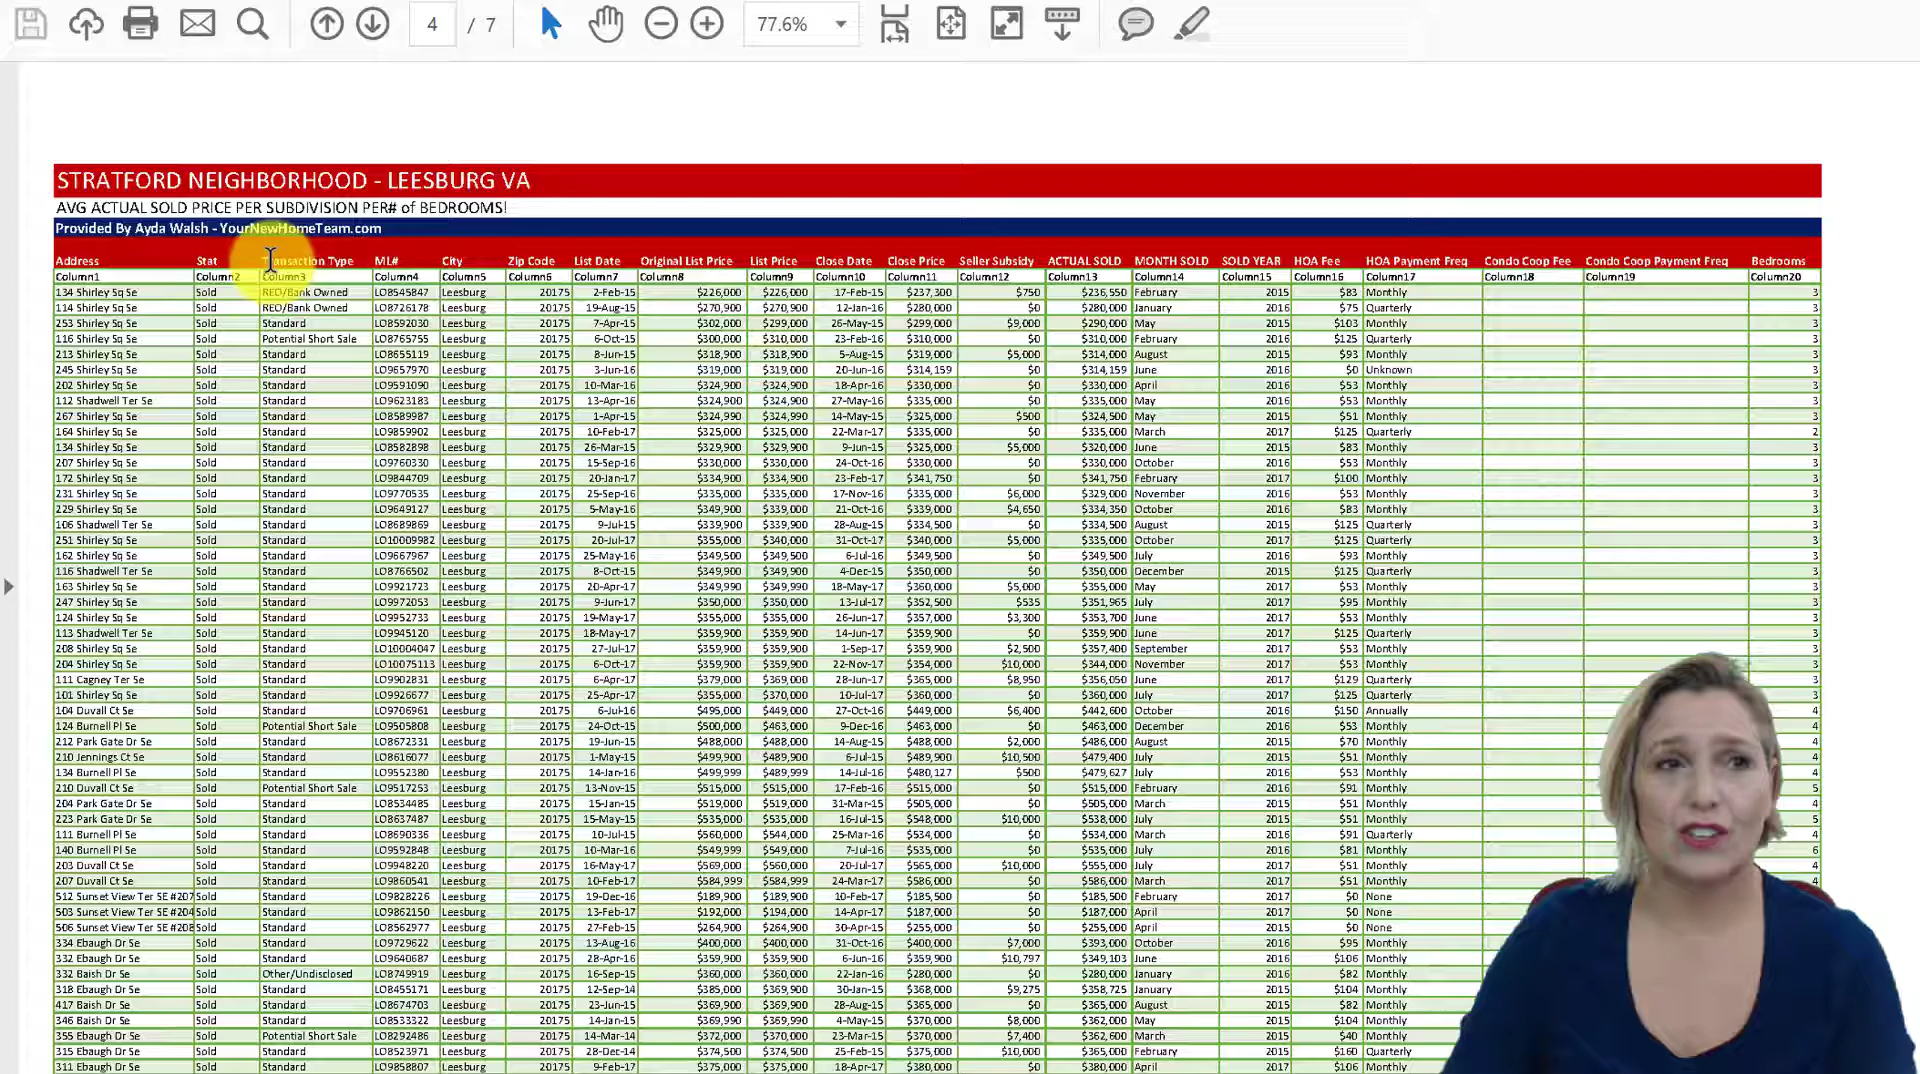 4 / 7 77.6%
STRATFORD NEIGHBORHOOD - LEESBURG VA
AVG ACTUAL SOLD PRICE PER SUBDIVISION PER# of BEDROOMS!
Provided By Ayda Walsh - YourNewHomeTeam.com
Address Stat Transaction Type ML# City Zip Code List Date Original List Price List Price Close Date Close Price Seller Subsidy ACTUAL SOLD MONTH SOLD SOLD YEAR HOA Fee HOA Payment Freq Condo Coop Fee Condo Coop Payment Freq Bedrooms
Column1 Column2 Column3 Column4 Column5 Column6 Column7 Column8 Column9 Column10 Column11 Column12 Column13 Column14 Column15 Column16 Column17 Column18 Column19 Column20
134 Shirley Sq Se Sold REO/Bank Owned LO8545847 Leesburg 20175 2-Feb-15 $226,000 $226,000 17-Feb-15 $237,300 $750 $236,550 February 2015 $83 Monthly 3
114 Shirley Sq Se Sold REO/Bank Owned LO8726178 Leesburg 20175 19-Aug-15 $270,900 $270,900 12-Jan-16 $280,000 $0 $280,000 January 2016 $75 Quarterly 3
253 Shirley Sq Se Sold Standard LO8592030 Leesburg 20175 7-Apr-15 $302,000 $299,000 26-May-15 $299,000 $9,000 $290,000 May 2015 $103 Monthly 3
116 Shirley Sq Se Sold Potential Short Sale LO8765755 Leesburg 20175 6-Oct-15 $300,000 $310,000 23-Feb-16 $310,000 $0 $310,000 February 2016 $125 Quarterly 3
213 Shirley Sq Se Sold Standard LO8655119 Leesburg 20175 8-Jun-15 $318,900 $318,900 5-Aug-15 $319,000 $5,000 $314,000 August 2015 $93 Monthly 3
245 Shirley Sq Se Sold Standard LO9657970 Leesburg 20175 3-Jun-16 $319,000 $319,000 20-Jun-16 $314,159 $0 $314,159 June 2016 $0 Unknown 3
202 Shirley Sq Se Sold Standard LO9591090 Leesburg 20175 10-Mar-16 $324,900 $324,900 18-Apr-16 $330,000 $0 $330,000 April 2016 $53 Monthly 3
112 Shadwell Ter Se Sold Standard LO9623183 Leesburg 20175 13-Apr-16 $324,900 $324,900 27-May-16 $335,000 $0 $335,000 May 2016 $53 Monthly 3
267 Shirley Sq Se Sold Standard LO8589987 Leesburg 20175 1-Apr-15 $324,990 $324,990 14-May-15 $325,000 $500 $324,500 May 2015 $51 Monthly 3
164 Shirley Sq Se Sold Standard LO9859902 Leesburg 20175 10-Feb-17 $325,000 $325,000 22-Mar-17 $335,000 $0 $335,000 March 2017 $125 Quarterly 2
134 Shirley Sq Se Sold Standard LO8582898 Leesburg 20175 26-Mar-15 $329,900 $329,900 9-Jun-15 $325,000 $5,000 $320,000 June 2015 $83 Monthly 3
207 Shirley Sq Se Sold Standard LO9760330 Leesburg 20175 15-Sep-16 $330,000 $330,000 24-Oct-16 $330,000 $0 $330,000 October 2016 $53 Monthly 3
172 Shirley Sq Se Sold Standard LO9844709 Leesburg 20175 20-Jan-17 $334,900 $334,900 23-Feb-17 $341,750 $0 $341,750 February 2017 $100 Monthly 3
231 Shirley Sq Se Sold Standard LO9770535 Leesburg 20175 25-Sep-16 $335,000 $335,000 17-Nov-16 $335,000 $6,000 $329,000 November 2016 $53 Monthly 3
229 Shirley Sq Se Sold Standard LO9649127 Leesburg 20175 5-May-16 $349,900 $339,900 21-Oct-16 $339,000 $4,650 $334,350 October 2016 $83 Monthly 3
106 Shadwell Ter Se Sold Standard LO8689869 Leesburg 20175 9-Jul-15 $339,900 $339,900 28-Aug-15 $334,500 $0 $334,500 August 2015 $125 Quarterly 3
251 Shirley Sq Se Sold Standard LO10009982 Leesburg 20175 20-Jul-17 $355,000 $340,000 31-Oct-17 $340,000 $5,000 $335,000 October 2017 $125 Quarterly 3
162 Shirley Sq Se Sold Standard LO9667967 Leesburg 20175 25-May-16 $349,500 $349,500 6-Jul-16 $349,500 $0 $349,500 July 2016 $93 Monthly 3
116 Shadwell Ter Se Sold Standard LO8766502 Leesburg 20175 8-Oct-15 $349,900 $349,900 4-Dec-15 $350,000 $0 $350,000 December 2015 $125 Quarterly 3
163 Shirley Sq Se Sold Standard LO9921723 Leesburg 20175 20-Apr-17 $349,990 $349,990 18-May-17 $360,000 $5,000 $355,000 May 2017 $53 Monthly 3
247 Shirley Sq Se Sold Standard LO9972053 Leesburg 20175 9-Jun-17 $350,000 $350,000 13-Jul-17 $352,500 $535 $351,965 July 2017 $95 Monthly 3
124 Shirley Sq Se Sold Standard LO9952733 Leesburg 20175 19-May-17 $355,000 $355,000 26-Jun-17 $357,000 $3,300 $353,700 June 2017 $53 Monthly 3
113 Shadwell Ter Se Sold Standard LO9945120 Leesburg 20175 18-May-17 $359,900 $359,900 14-Jun-17 $359,900 $0 $359,900 June 2017 $125 Quarterly 3
208 Shirley Sq Se Sold Standard LO10004047 Leesburg 20175 27-Jul-17 $359,900 $359,900 1-Sep-17 $359,900 $2,500 $357,400 September 2017 $53 Monthly 3
204 Shirley Sq Se Sold Standard LO10075113 Leesburg 20175 6-Oct-17 $359,900 $359,900 22-Nov-17 $354,000 $10,000 $344,000 November 2017 $53 Monthly 3
111 Cagney Ter Se Sold Standard LO9902831 Leesburg 20175 6-Apr-17 $379,000 $369,000 28-Jun-17 $365,000 $8,950 $356,050 June 2017 $129 Quarterly 3
101 Shirley Sq Se Sold Standard LO9926677 Leesburg 20175 25-Apr-17 $355,000 $370,000 10-Jul-17 $360,000 $0 $360,000 July 2017 $125 Quarterly 3
104 Duvall Ct Se Sold Standard LO9706961 Leesburg 20175 6-Jul-16 $495,000 $449,000 27-Oct-16 $449,000 $6,400 $442,600 October 2016 $150 Annually 4
124 Burnell Pl Se Sold Potential Short Sale LO9505808 Leesburg 20175 24-Oct-15 $500,000 $463,000 9-Dec-16 $463,000 $0 $463,000 December 2016 $53 Monthly 4
212 Park Gate Dr Se Sold Standard LO8672331 Leesburg 20175 19-Jun-15 $488,000 $488,000 14-Aug-15 $488,000 $2,000 $486,000 August 2015 $70 Monthly 4
210 Jennings Ct Se Sold Standard LO8616077 Leesburg 20175 1-May-15 $499,900 $489,900 6-Jul-15 $489,900 $10,500 $479,400 July 2015 $51 Monthly 4
134 Burnell Pl Se Sold Standard LO9552380 Leesburg 20175 14-Jan-16 $499,999 $489,999 14-Jul-16 $480,127 $500 $479,627 July 2016 $53 Monthly 4
210 Duvall Ct Se Sold Potential Short Sale LO9517253 Leesburg 20175 13-Nov-15 $515,000 $515,000 17-Feb-16 $515,000 $0 $515,000 February 2016 $91 Monthly 5
204 Park Gate Dr Se Sold Standard LO8534485 Leesburg 20175 15-Jan-15 $519,000 $519,000 31-Mar-15 $505,000 $0 $505,000 March 2015 $51 Monthly 4
223 Park Gate Dr Se Sold Standard LO8637487 Leesburg 20175 15-May-15 $535,000 $535,000 16-Jul-15 $548,000 $10,000 $538,000 July 2015 $51 Monthly 5
111 Burnell Pl Se Sold Standard LO8690336 Leesburg 20175 10-Jul-15 $560,000 $544,000 25-Mar-16 $534,000 $0 $534,000 March 2016 $91 Quarterly 4
140 Burnell Pl Se Sold Standard LO9592848 Leesburg 20175 10-Mar-16 $549,999 $549,000 7-Jul-16 $535,000 $0 $535,000 July 2016 $81 Monthly 6
203 Duvall Ct Se Sold Standard LO9948220 Leesburg 20175 16-May-17 $569,000 $569,000 20-Jul-17 $565,000 $10,000 $555,000 July 2017 $51 Monthly 4
207 Duvall Ct Se Sold Standard LO9860541 Leesburg 20175 10-Feb-17 $584,999 $584,999 24-Mar-17 $586,000 $0 $586,000 March 2017 $51 Monthly 4
512 Sunset View Ter SE #207 Sold Standard LO9828226 Leesburg 20175 19-Dec-16 $189,900 $189,900 10-Feb-17 $185,500 $0 $185,500 February 2017 $0 None
503 Sunset View Ter SE #204 Sold Standard LO9862150 Leesburg 20175 13-Feb-17 $192,000 $194,000 14-Apr-17 $187,000 $0 $187,000 April 2017 $0 None
506 Sunset View Ter SE #208 Sold Standard LO8562977 Leesburg 20175 27-Feb-15 $264,900 $264,900 30-Apr-15 $255,000 $0 $255,000 April 2015 $0 None
334 Ebaugh Dr Se Sold Standard LO9729622 Leesburg 20175 13-Aug-16 $400,000 $400,000 31-Oct-16 $400,000 $7,000 $393,000 October 2016 $95 Monthly
332 Ebaugh Dr Se Sold Standard LO9640687 Leesburg 20175 28-Apr-16 $359,900 $359,900 6-Jun-16 $359,900 $10,797 $349,103 June 2016 $106 Monthly
332 Baish Dr Se Sold Other/Undisclosed LO8749919 Leesburg 20175 16-Sep-15 $360,000 $360,000 22-Jan-16 $280,000 $0 $280,000 January 2016 $82 Monthly
318 Ebaugh Dr Se Sold Standard LO8455171 Leesburg 20175 12-Sep-14 $385,000 $369,900 30-Jan-15 $368,000 $9,275 $358,725 January 2015 $104 Monthly
417 Baish Dr Se Sold Standard LO8674703 Leesburg 20175 23-Jun-15 $369,900 $369,900 28-Aug-15 $365,000 $0 $365,000 August 2015 $82 Monthly
346 Baish Dr Se Sold Standard LO8533322 Leesburg 20175 14-Jan-15 $369,990 $369,990 4-May-15 $370,000 $8,000 $362,000 May 2015 $104 Monthly
355 Ebaugh Dr Se Sold Potential Short Sale LO8292486 Leesburg 20175 14-Mar-14 $372,000 $370,000 23-Mar-15 $370,000 $7,400 $362,600 March 2015 $40 Monthly
315 Ebaugh Dr Se Sold Standard LO8523971 Leesburg 20175 28-Dec-14 $374,500 $374,500 25-Feb-15 $375,000 $10,000 $365,000 February 2015 $160 Quarterly
311 Ebaugh Dr Se Sold Standard LO9858807 Leesburg 20175 9-Feb-17 $375,000 $375,000 18-Apr-17 $380,000 $0 $380,000 April 2017 $106 Monthly